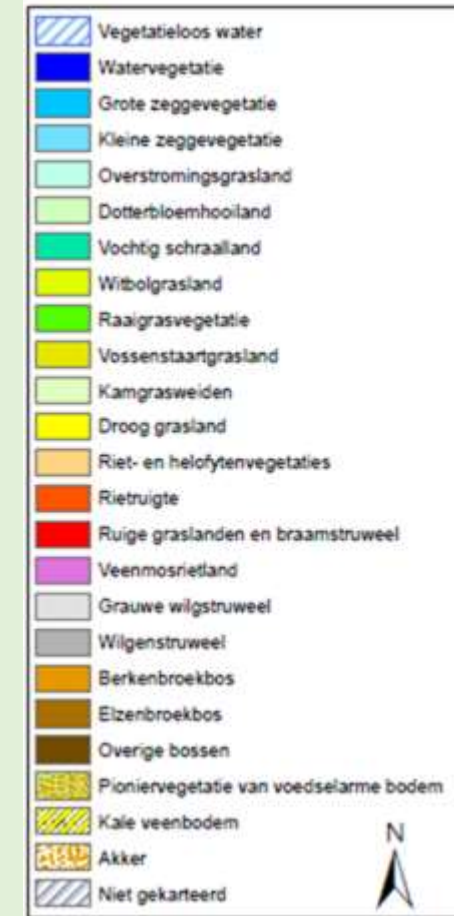 Vegetatieloos water
Watervegetatie
Grote zeggevegetatie
Kleine zeggevegetatie
Overstromingsgrasland
Dotterbloemhooiland
Vochtig schraalland
Witbolgrasland
Raaigrasvegetatie
Vossenstaartgrasland
Kamgrasweiden
Droog grasland
Riet- en helofytenvegetaties
Rietruigte
Ruige graslanden en braamstruweel
Veenmosrietland
Grauwe wilgstruweel
Wilgenstruweel
Berkenbroekbos
Elzenbroekbos
Overige bossen
Pioniervegetatie van voedselarme bodem
Kale veenbodem
N
Akker
Niet gekarteerd